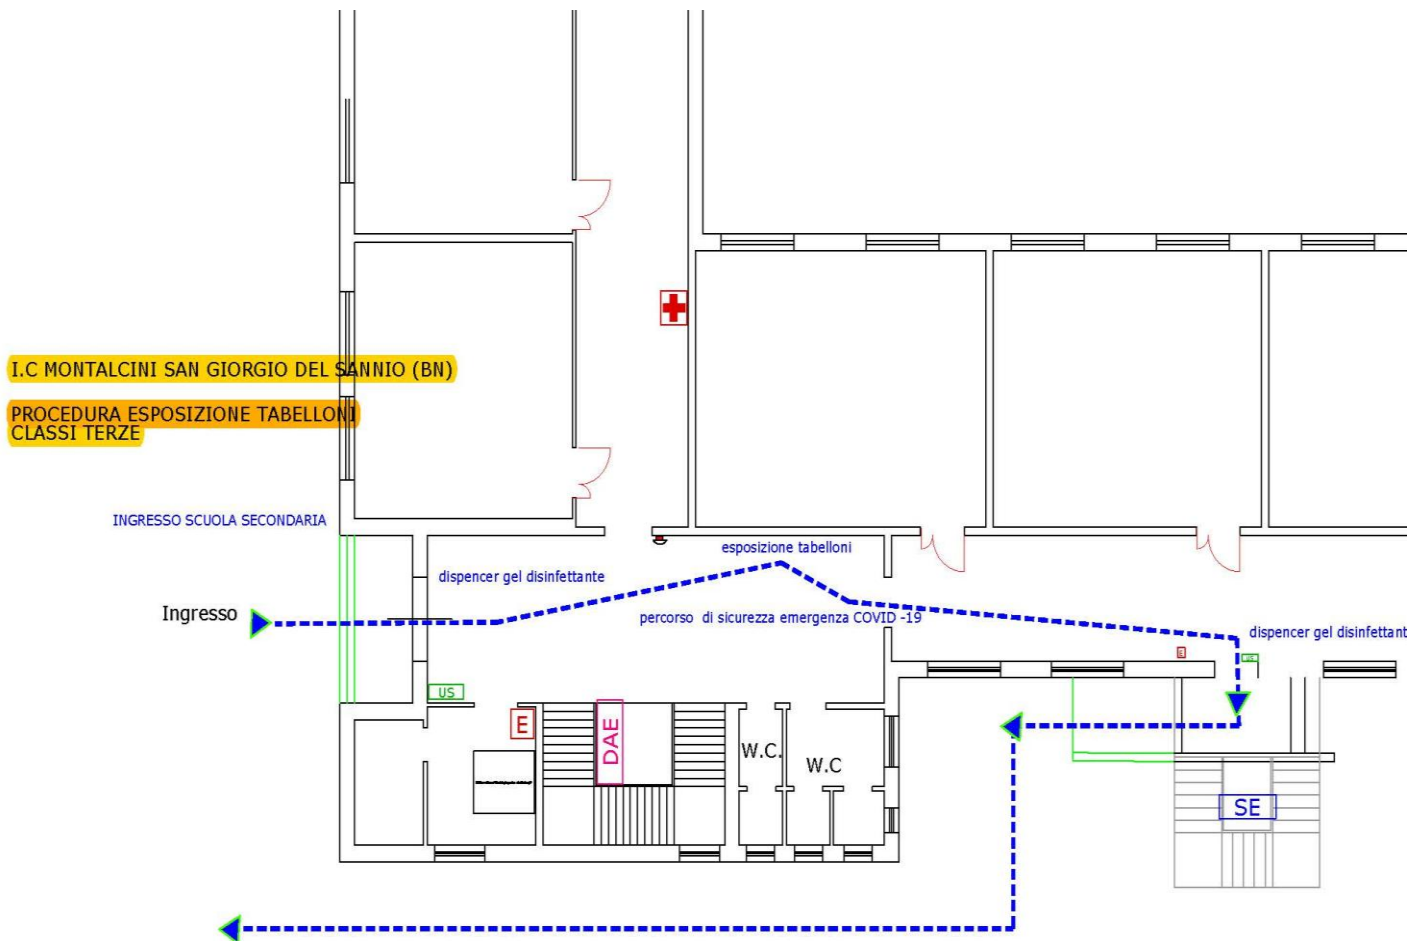 I.C MONTALCINI SAN GIORGIO DEL SANNIO (BN)
PROCEDURA ESPOSIZIONE TABELLONI
CLASSI TERZE
INGRESSO SCUOLA SECONDARIA
esposizione tabelloni
dispencer gel disinfettante
Ingresso
percorso di sicurezza emergenza COVID -19
dispencer gel disinfettant
E
US
US
E
DAE
W.C.
W.C
SE